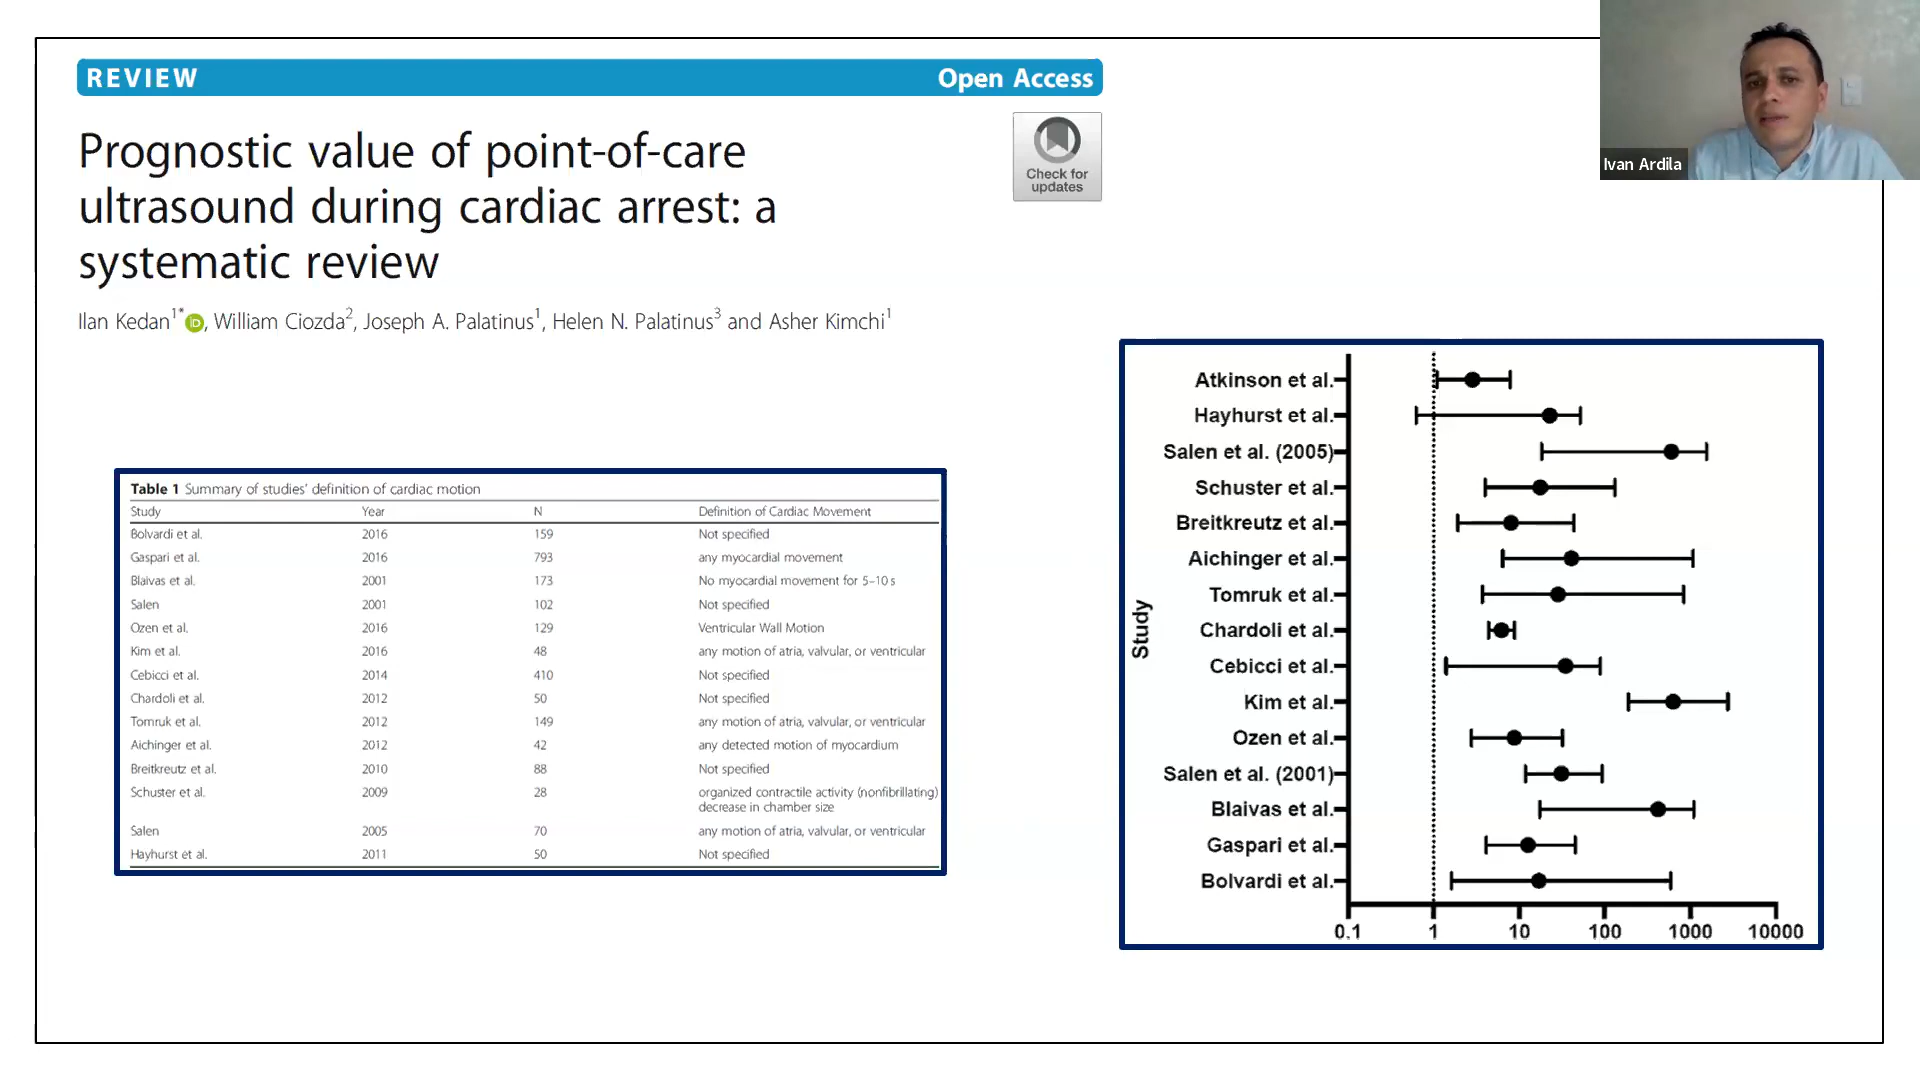 REVIEW Open Access
Prognostic value of point-of-care
ultrasound during cardiac arrest: a
systematic review
Check for
updates
Ilan Kedan1* iD, William Ciozda2, Joseph A. Palatinus1, Helen N. Palatinus3 and Asher Kimchi1
Ivan Ardila
Table 1 Summary of studies' definition of cardiac motion
Study Year N Definition of Cardiac Movement
Bolvardi et al. 2016 159 Not specified
Gaspari et al. 2016 793 any myocardial movement
Blaivas et al. 2001 173 No myocardial movement for 5–10 s
Salen 2001 102 Not specified
Ozen et al. 2016 129 Ventricular Wall Motion
Kim et al. 2016 48 any motion of atria, valvular, or ventricular
Cebicci et al. 2014 410 Not specified
Chardoli et al. 2012 50 Not specified
Tomruk et al. 2012 149 any motion of atria, valvular, or ventricular
Aichinger et al. 2012 42 any detected motion of myocardium
Breitkreutz et al. 2010 88 Not specified
Schuster et al. 2009 28 organized contractile activity (nonfibrillating)
decrease in chamber size
Salen 2005 70 any motion of atria, valvular, or ventricular
Hayhurst et al. 2011 50 Not specified
Study
Atkinson et al.
Hayhurst et al.
Salen et al. (2005)
Schuster et al.
Breitkreutz et al.
Aichinger et al.
Tomruk et al.
Chardoli et al.
Cebicci et al.
Kim et al.
Ozen et al.
Salen et al. (2001)
Blaivas et al.
Gaspari et al.
Bolvardi et al.
0.1 1 10 100 1000 10000